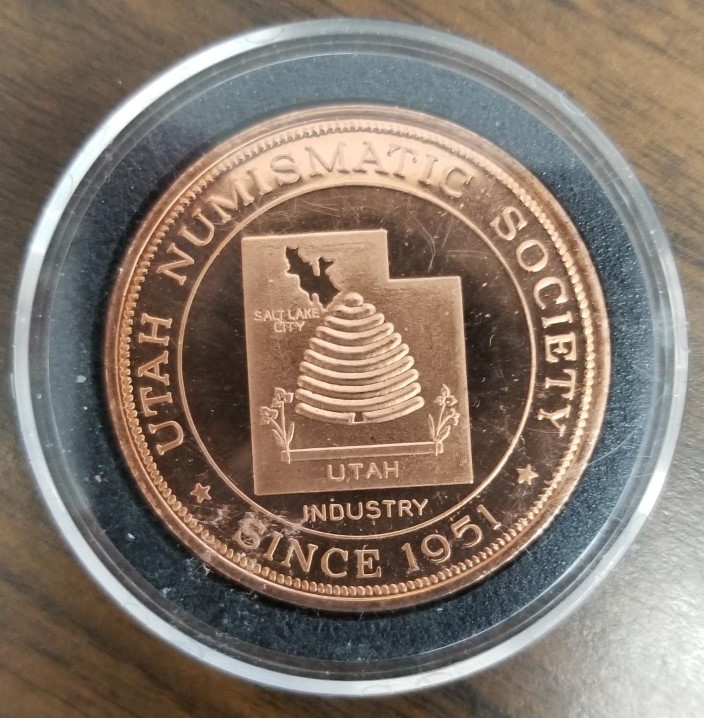 UTAH NUMISMATIC SOCIETY
SALT LAKE
CITY
UTAH
INDUSTRY
SINCE 1951